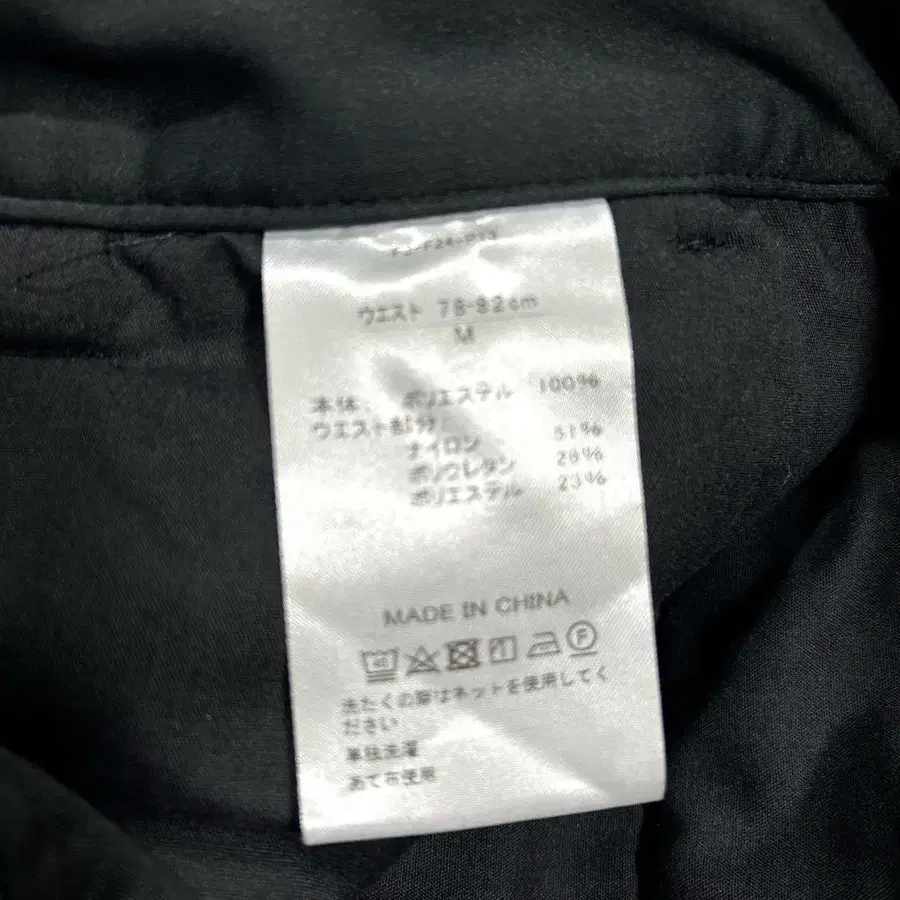 ウエスト 78-82cm
M
本体: ポリエステル 100%
ウエスト部分:
ナイロン 51%
ポリウレタン 26%
ポリエステル 23%
MADE IN CHINA
F
洗たくの際はネットを使用してく
ださい
単独洗濯
あて布使用